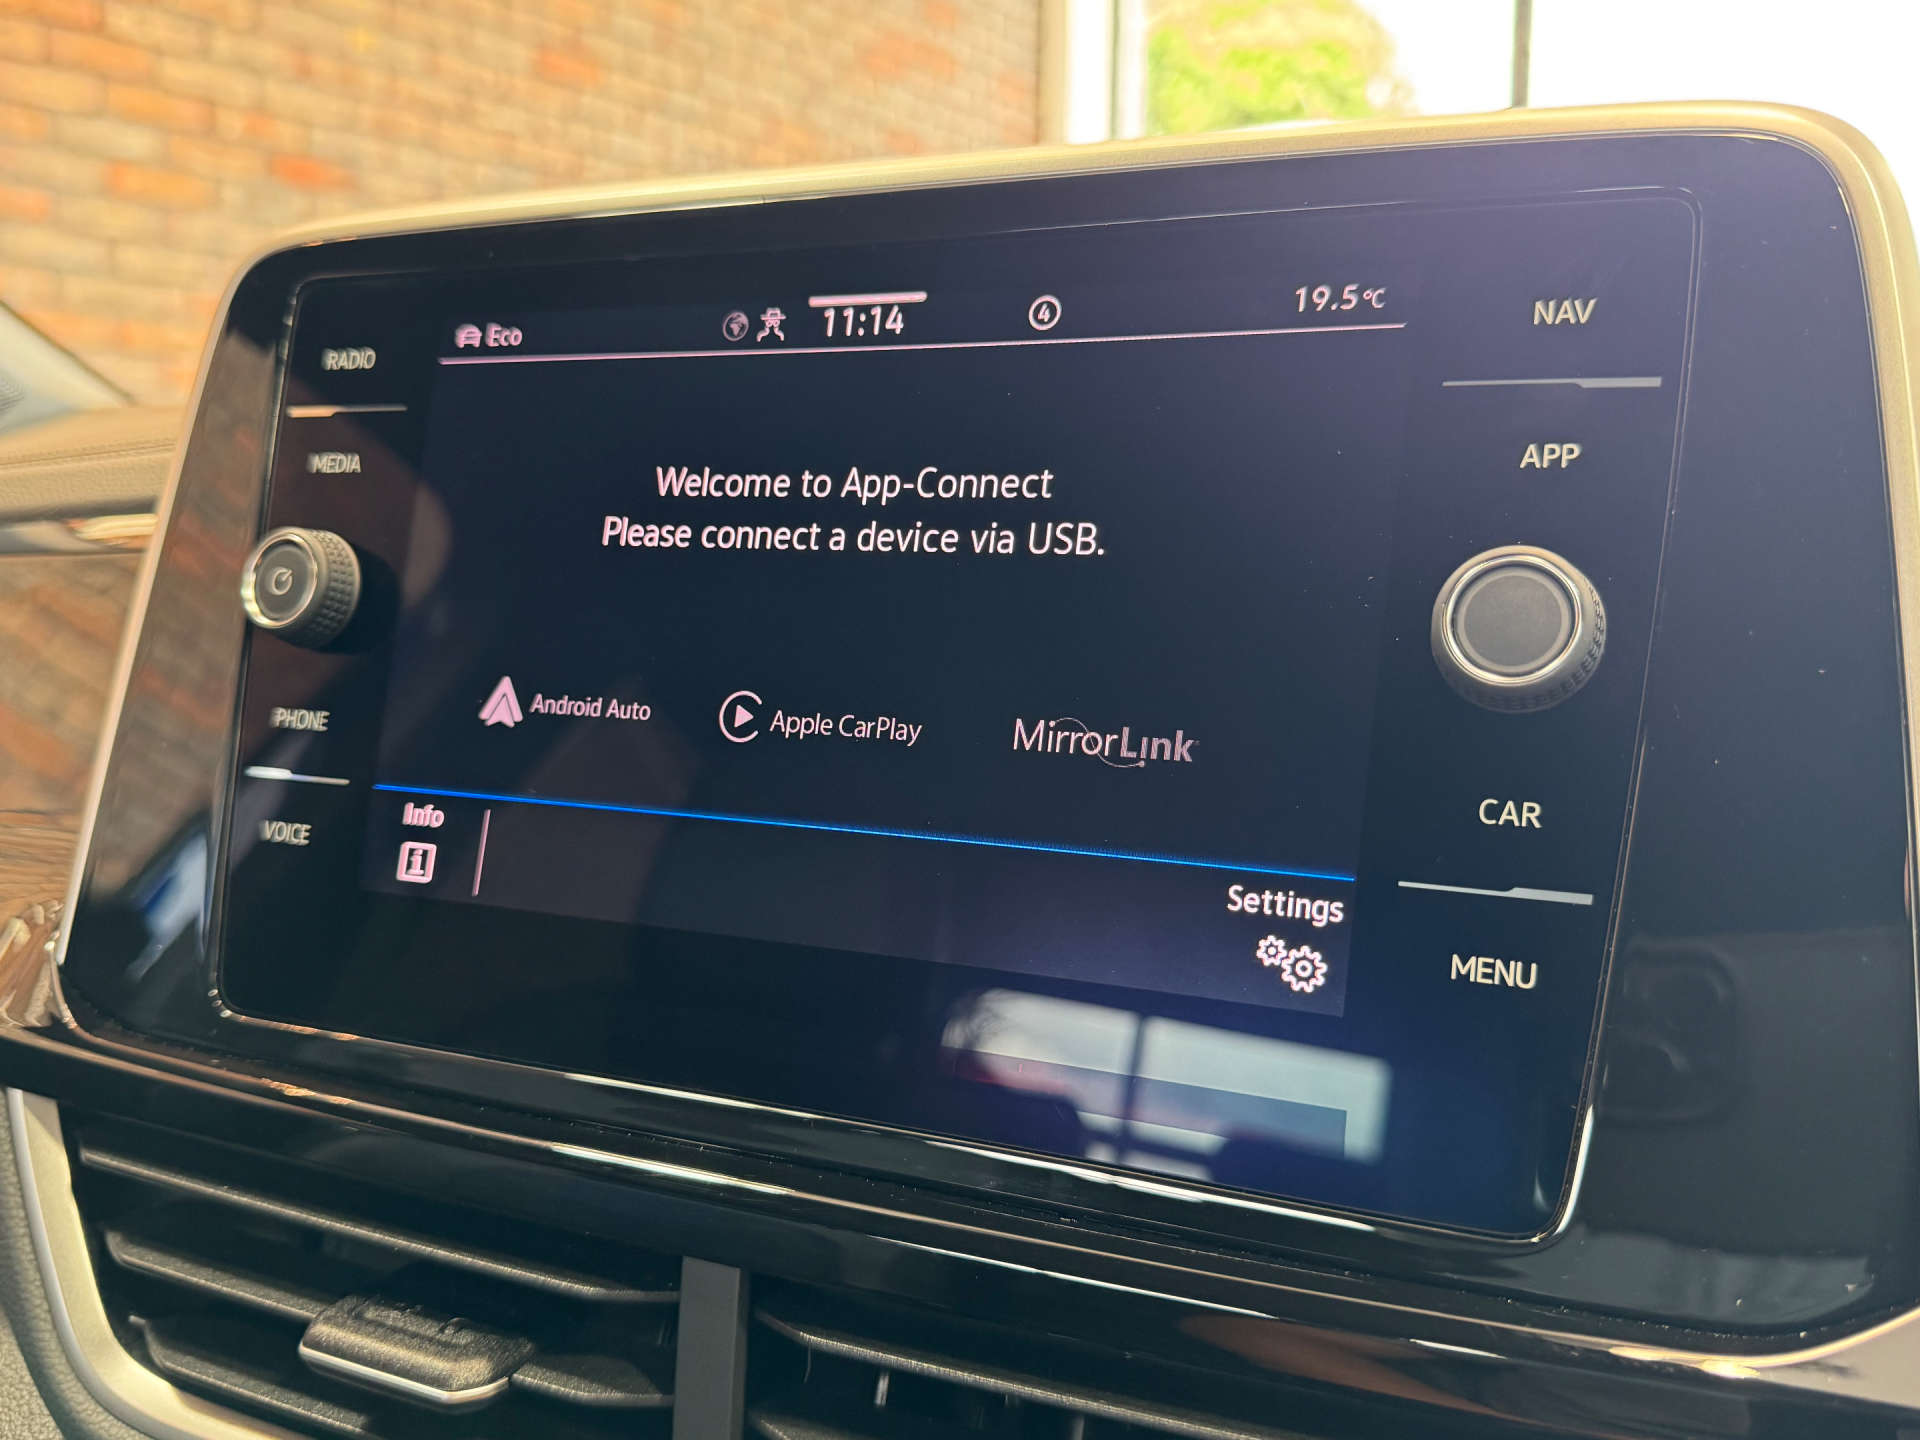 Eco 11:14 4 19.5°C
RADIO
MEDIA
PHONE
VOICE
Welcome to App-Connect
Please connect a device via USB.
Android Auto
Apple CarPlay
MirrorLink
Info
i
Settings
NAV
APP
CAR
MENU